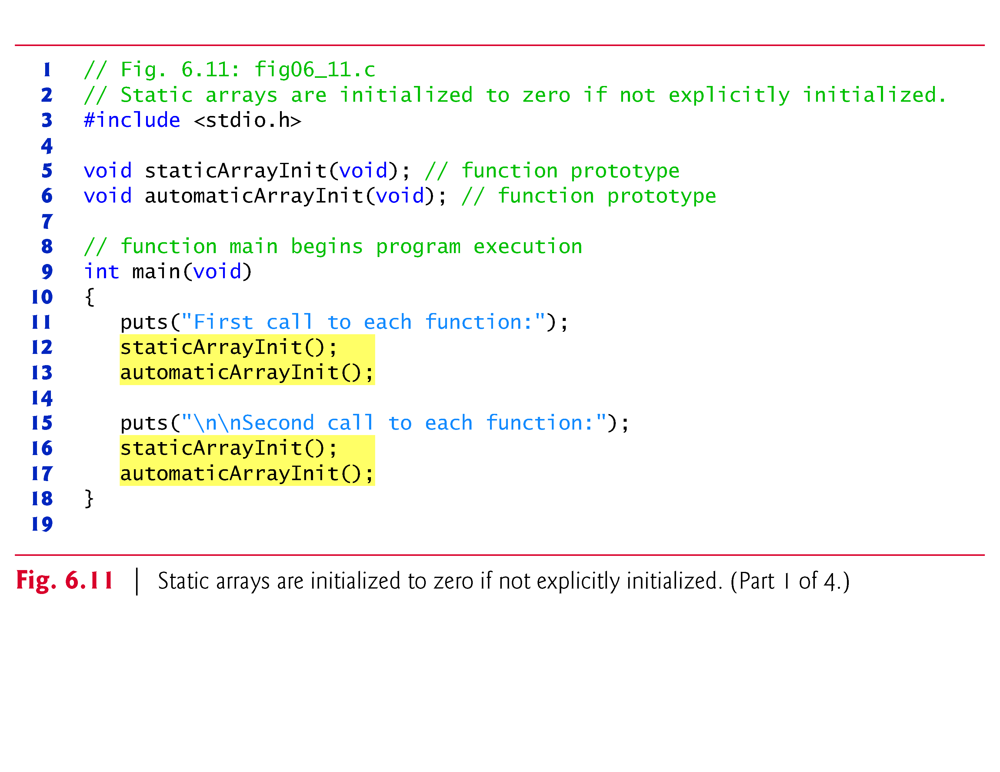 1 // Fig. 6.11: fig06_11.c
2 // Static arrays are initialized to zero if not explicitly initialized.
3 #include <stdio.h>
4
5 void staticArrayInit(void); // function prototype
6 void automaticArrayInit(void); // function prototype
7
8 // function main begins program execution
9 int main(void)
10 {
11    puts("First call to each function:");
12    staticArrayInit();
13    automaticArrayInit();
14
15    puts("\n\nSecond call to each function:");
16    staticArrayInit();
17    automaticArrayInit();
18 }
19
Fig. 6.11 | Static arrays are initialized to zero if not explicitly initialized. (Part 1 of 4.)